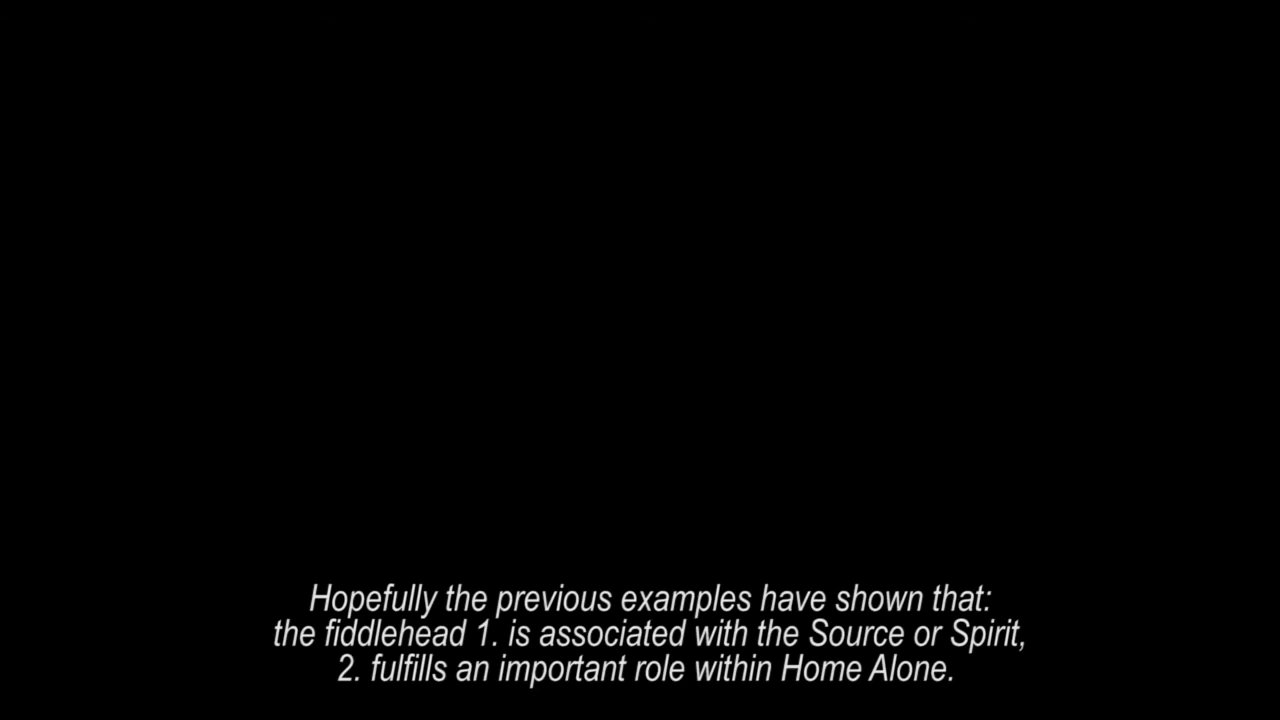 Hopefully the previous examples have shown that:
the fiddlehead 1. is associated with the Source or Spirit,
2. fulfills an important role within Home Alone.